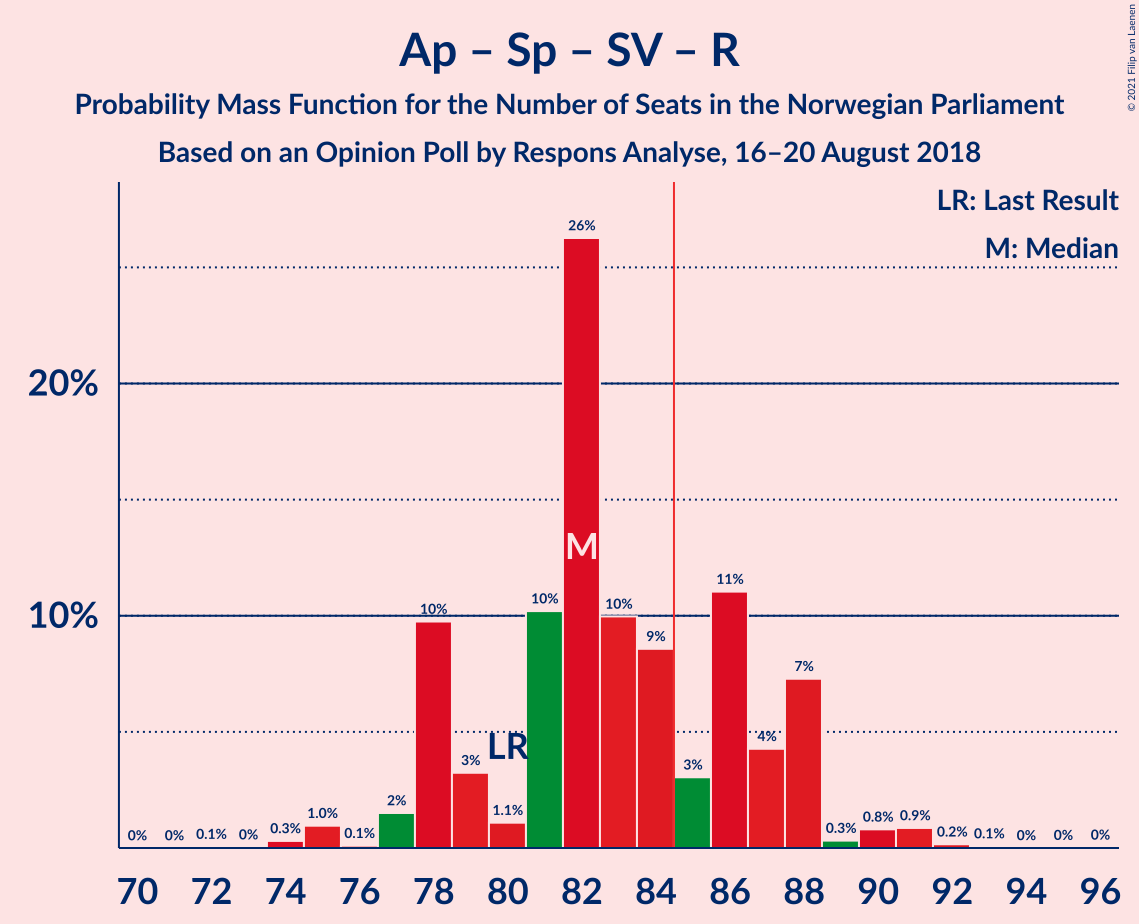 Ap – Sp – SV – R
Probability Mass Function for the Number of Seats in the Norwegian Parliament
Based on an Opinion Poll by Respons Analyse, 16–20 August 2018
© 2021 Filip van Laenen
LR: Last Result
M: Median
20%
10%
0% 0% 0.1% 0% 0.3% 1.0% 0.1% 2% 10% 3% 1.1% 10% 26% 10% 9% 3% 11% 4% 7% 0.3% 0.8% 0.9% 0.2% 0.1% 0% 0% 0%
LR
M
70 72 74 76 78 80 82 84 86 88 90 92 94 96